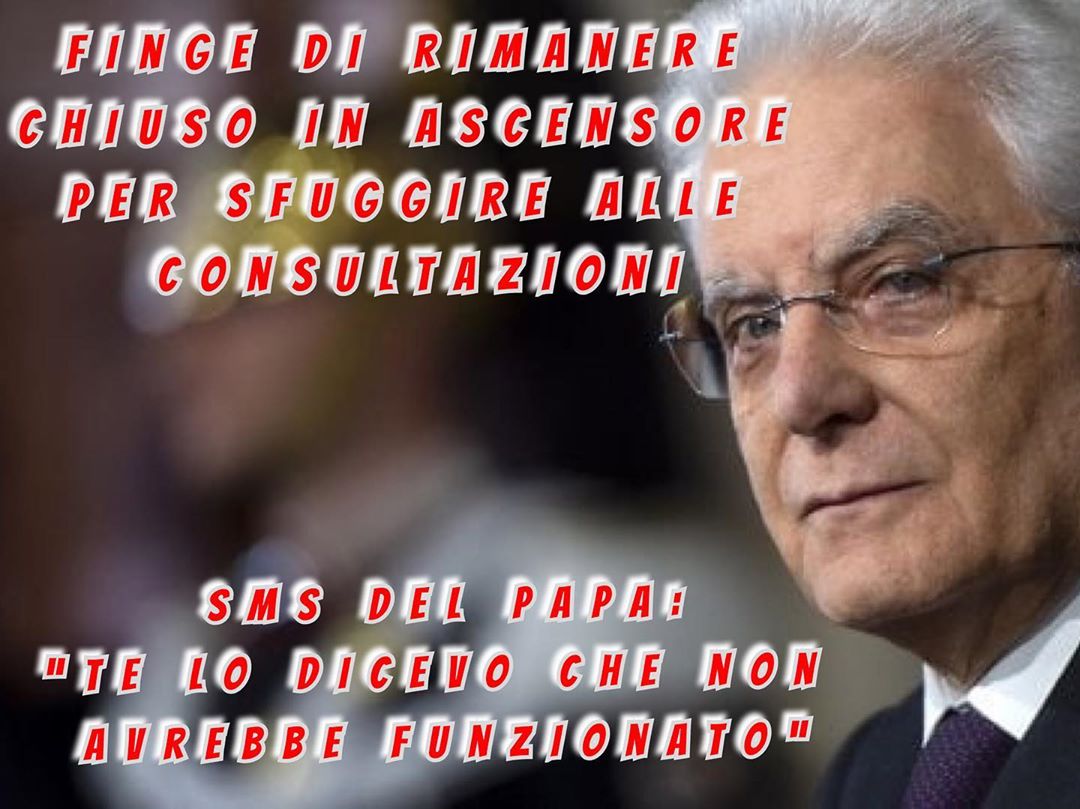 FINGE DI RIMANERE
CHIUSO IN ASCENSORE
PER SFUGGIRE ALLE
CONSULTAZIONI
SMS DEL PAPA:
"TE LO DICEVO CHE NON
AVREBBE FUNZIONATO"